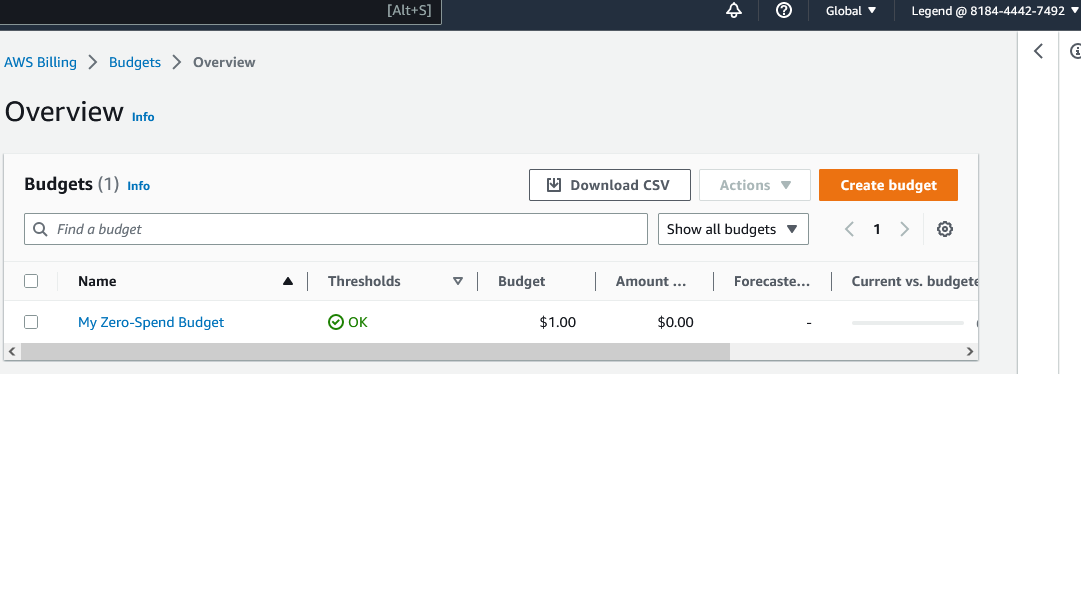 [Alt+S] Global Legend @ 8184-4442-7492
AWS Billing Budgets Overview
Overview Info
Budgets (1) Info Download CSV Actions Create budget
Find a budget Show all budgets 1
Name Thresholds Budget Amount ... Forecaste... Current vs. budgete
My Zero-Spend Budget OK $1.00 $0.00 -